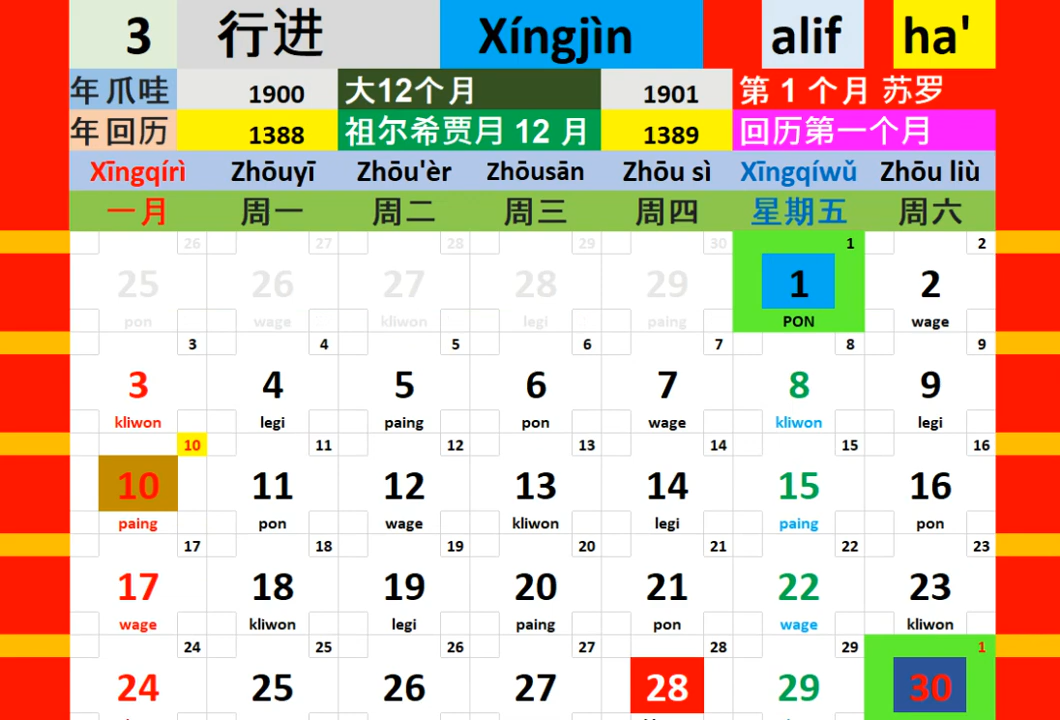 3 行进 Xíngjìn alif ha'
年爪哇 1900 大12个月 1901 第 1 个月 苏罗
年回历 1388 祖尔希贾月 12 月 1389 回历第一个月
Xīngqírì Zhōuyī Zhōu'èr Zhōusān Zhōu sì Xīngqíwǔ Zhōu liù
一月 周一 周二 周三 周四 星期五 周六
26 27 28 29 30 1 2
25 26 27 28 29 1 2
pon wage kliwon legi paing PON wage
3 4 5 6 7 8 9
3 4 5 6 7 8 9
kliwon legi paing pon wage kliwon legi
10 11 12 13 14 15 16
10 11 12 13 14 15 16
paing pon wage kliwon legi paing pon
17 18 19 20 21 22 23
17 18 19 20 21 22 23
wage kliwon legi paing pon wage kliwon
24 25 26 27 28 29 1
24 25 26 27 28 29 30